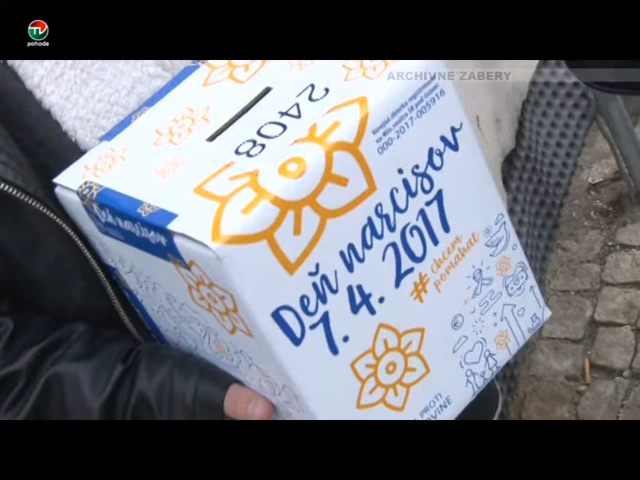 TV
pohoda
ARCHÍVNE ZÁBERY
2408
000-2017-005916
Deň narcisov
7. 4. 2017
#chcem
pomáhať
PROTI